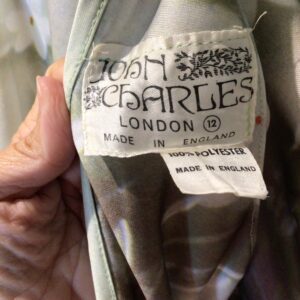 JOHN
CHARLES
LONDON 12
MADE IN ENGLAND
100% POLYESTER
MADE IN ENGLAND